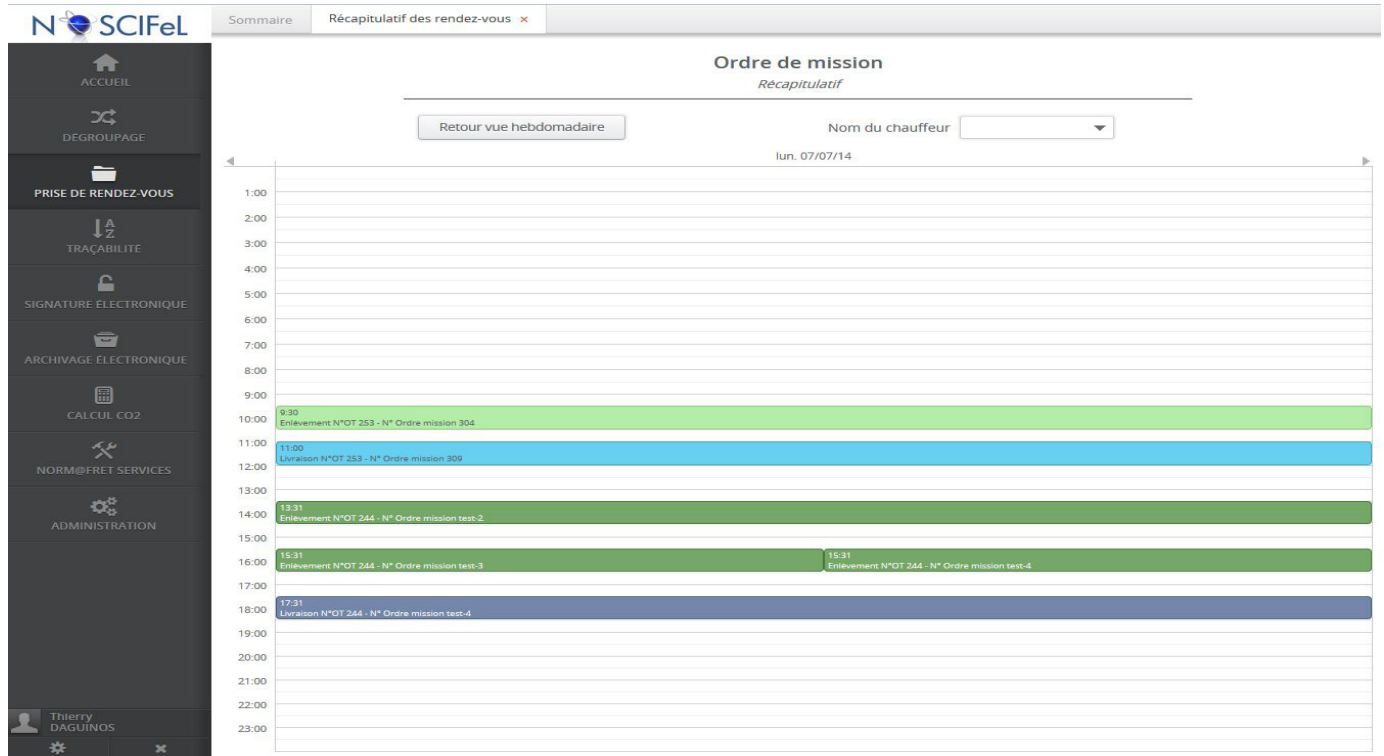 N SCIFeL
Sommaire
Récapitulatif des rendez-vous ×
ACCUEIL
DÉGROUPAGE
PRISE DE RENDEZ-VOUS
TRAÇABILITÉ
SIGNATURE ÉLECTRONIQUE
ARCHIVAGE ÉLECTRONIQUE
CALCUL CO2
NORM@FRET SERVICES
ADMINISTRATION
Thierry
DAGUINOS
Ordre de mission
Récapitulatif
Retour vue hebdomadaire
Nom du chauffeur
lun. 07/07/14
1:00
2:00
3:00
4:00
5:00
6:00
7:00
8:00
9:00
9:30
10:00
Enlèvement N°OT 253 - N° Ordre mission 304
11:00
11:00
Livraison N°OT 253 - N° Ordre mission 309
12:00
13:00
13:31
14:00
Enlèvement N°OT 244 - N° Ordre mission test-2
15:00
15:31
15:31
16:00
Enlèvement N°OT 244 - N° Ordre mission test-3
Enlèvement N°OT 244 - N° Ordre mission test-4
17:00
17:31
18:00
Livraison N°OT 244 - N° Ordre mission test-4
19:00
20:00
21:00
22:00
23:00